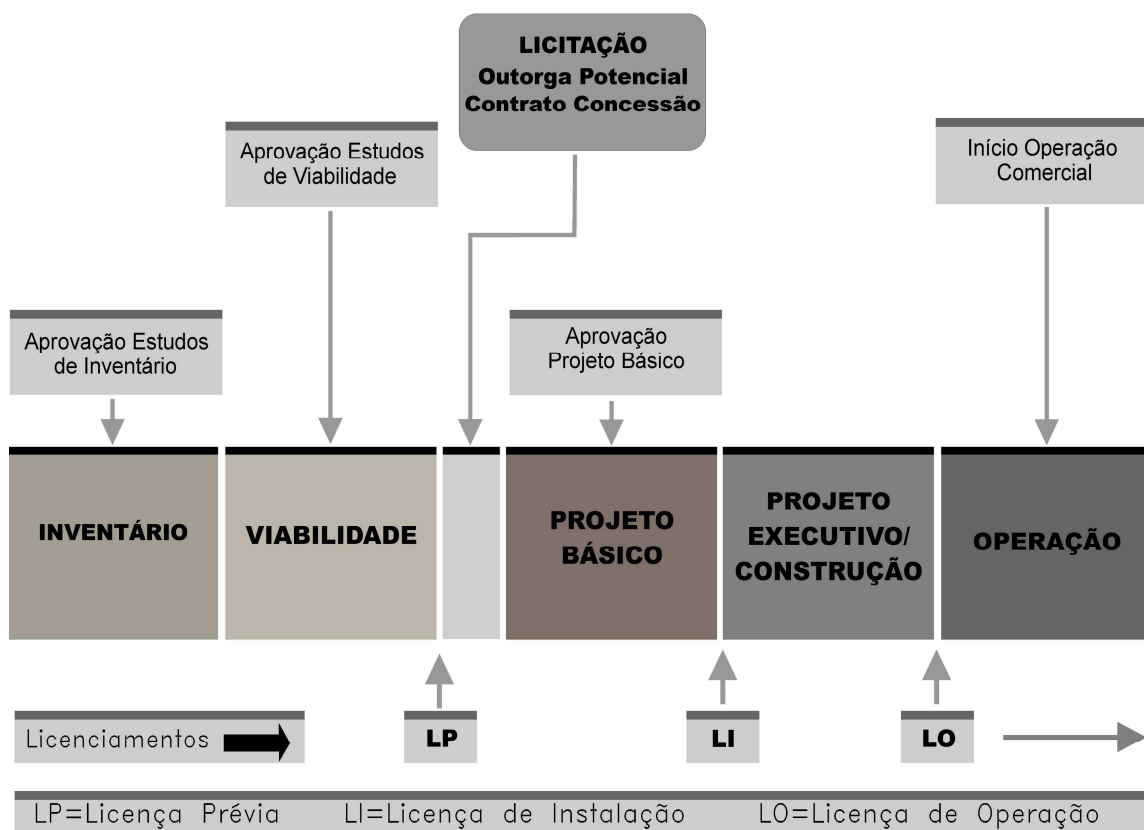 LICITAÇÃO
Outorga Potencial
Contrato Concessão
Aprovação Estudos
de Viabilidade
Início Operação
Comercial
Aprovação Estudos
de Inventário
Aprovação
Projeto Básico
INVENTÁRIO
VIABILIDADE
PROJETO
BÁSICO
PROJETO
EXECUTIVO/
CONSTRUÇÃO
OPERAÇÃO
Licenciamentos
LP
LI
LO
LP=Licença Prévia LI=Licença de Instalação LO=Licença de Operação